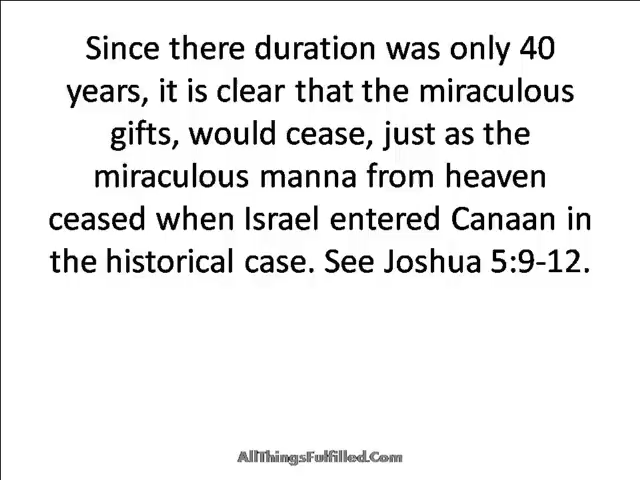 Since there duration was only 40
years, it is clear that the miraculous
gifts, would cease, just as the
miraculous manna from heaven
ceased when Israel entered Canaan in
the historical case. See Joshua 5:9-12.
AllThingsFulfilled.Com